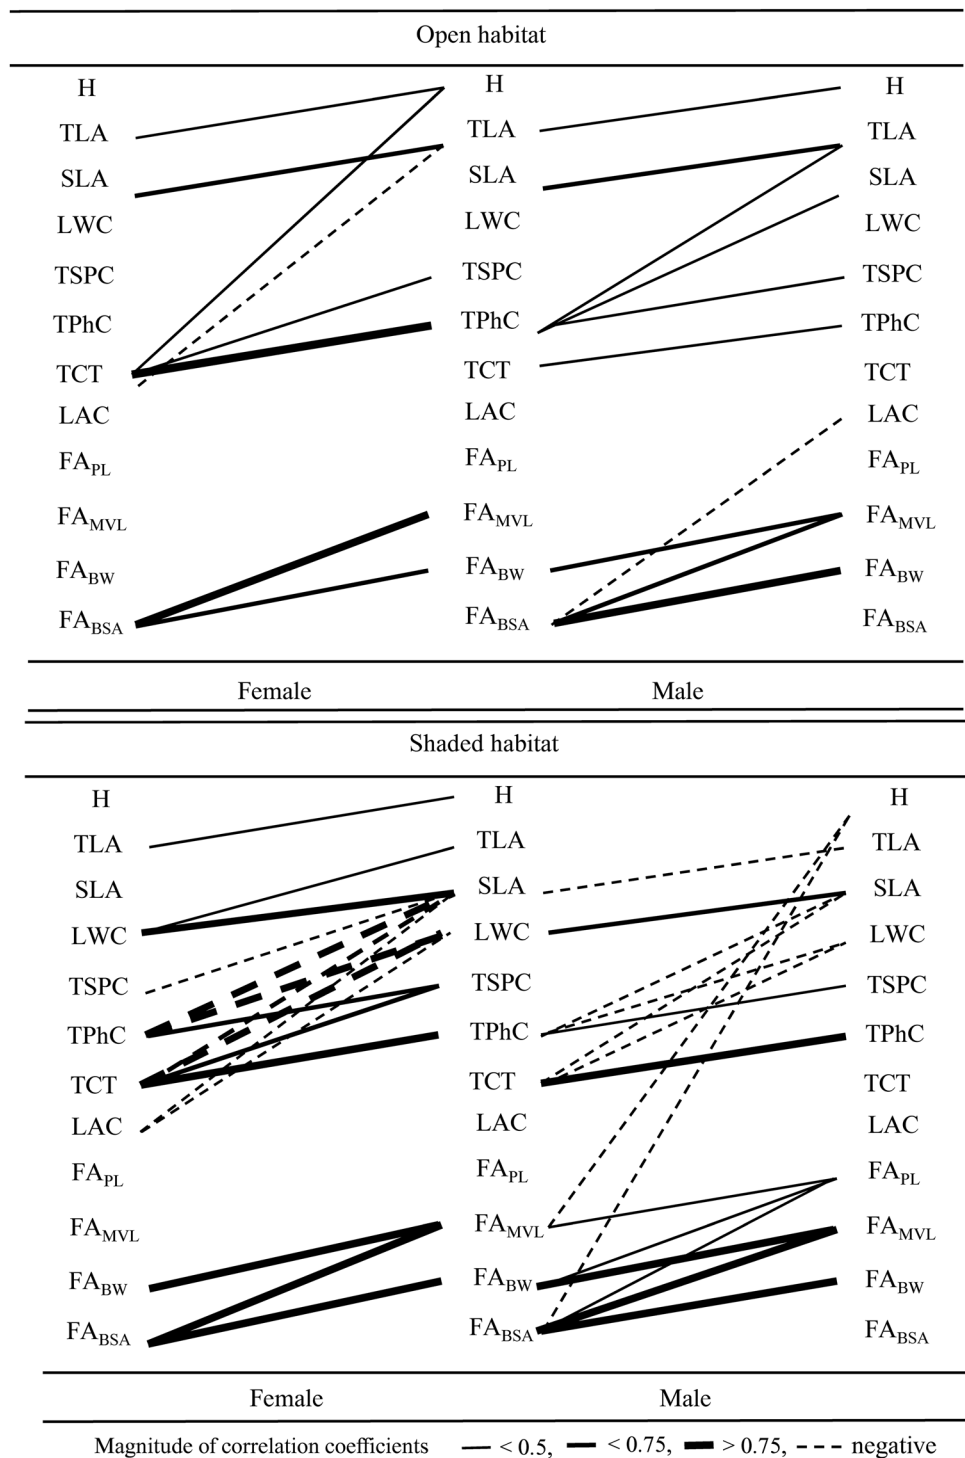 Open habitat
H H H
TLA TLA TLA
SLA SLA SLA
LWC LWC LWC
TSPC TSPC TSPC
TPhC TPhC TPhC
TCT TCT TCT
LAC LAC LAC
FAPL FAPL FAPL
FAMVL FAMVL FAMVL
FABW FABW FABW
FABSA FABSA FABSA
Female Male
Shaded habitat
H H H
TLA TLA TLA
SLA SLA SLA
LWC LWC LWC
TSPC TSPC TSPC
TPhC TPhC TPhC
TCT TCT TCT
LAC LAC LAC
FAPL FAPL FAPL
FAMVL FAMVL FAMVL
FABW FABW FABW
FABSA FABSA FABSA
Female Male
Magnitude of correlation coefficients < 0.5, < 0.75, > 0.75, negative